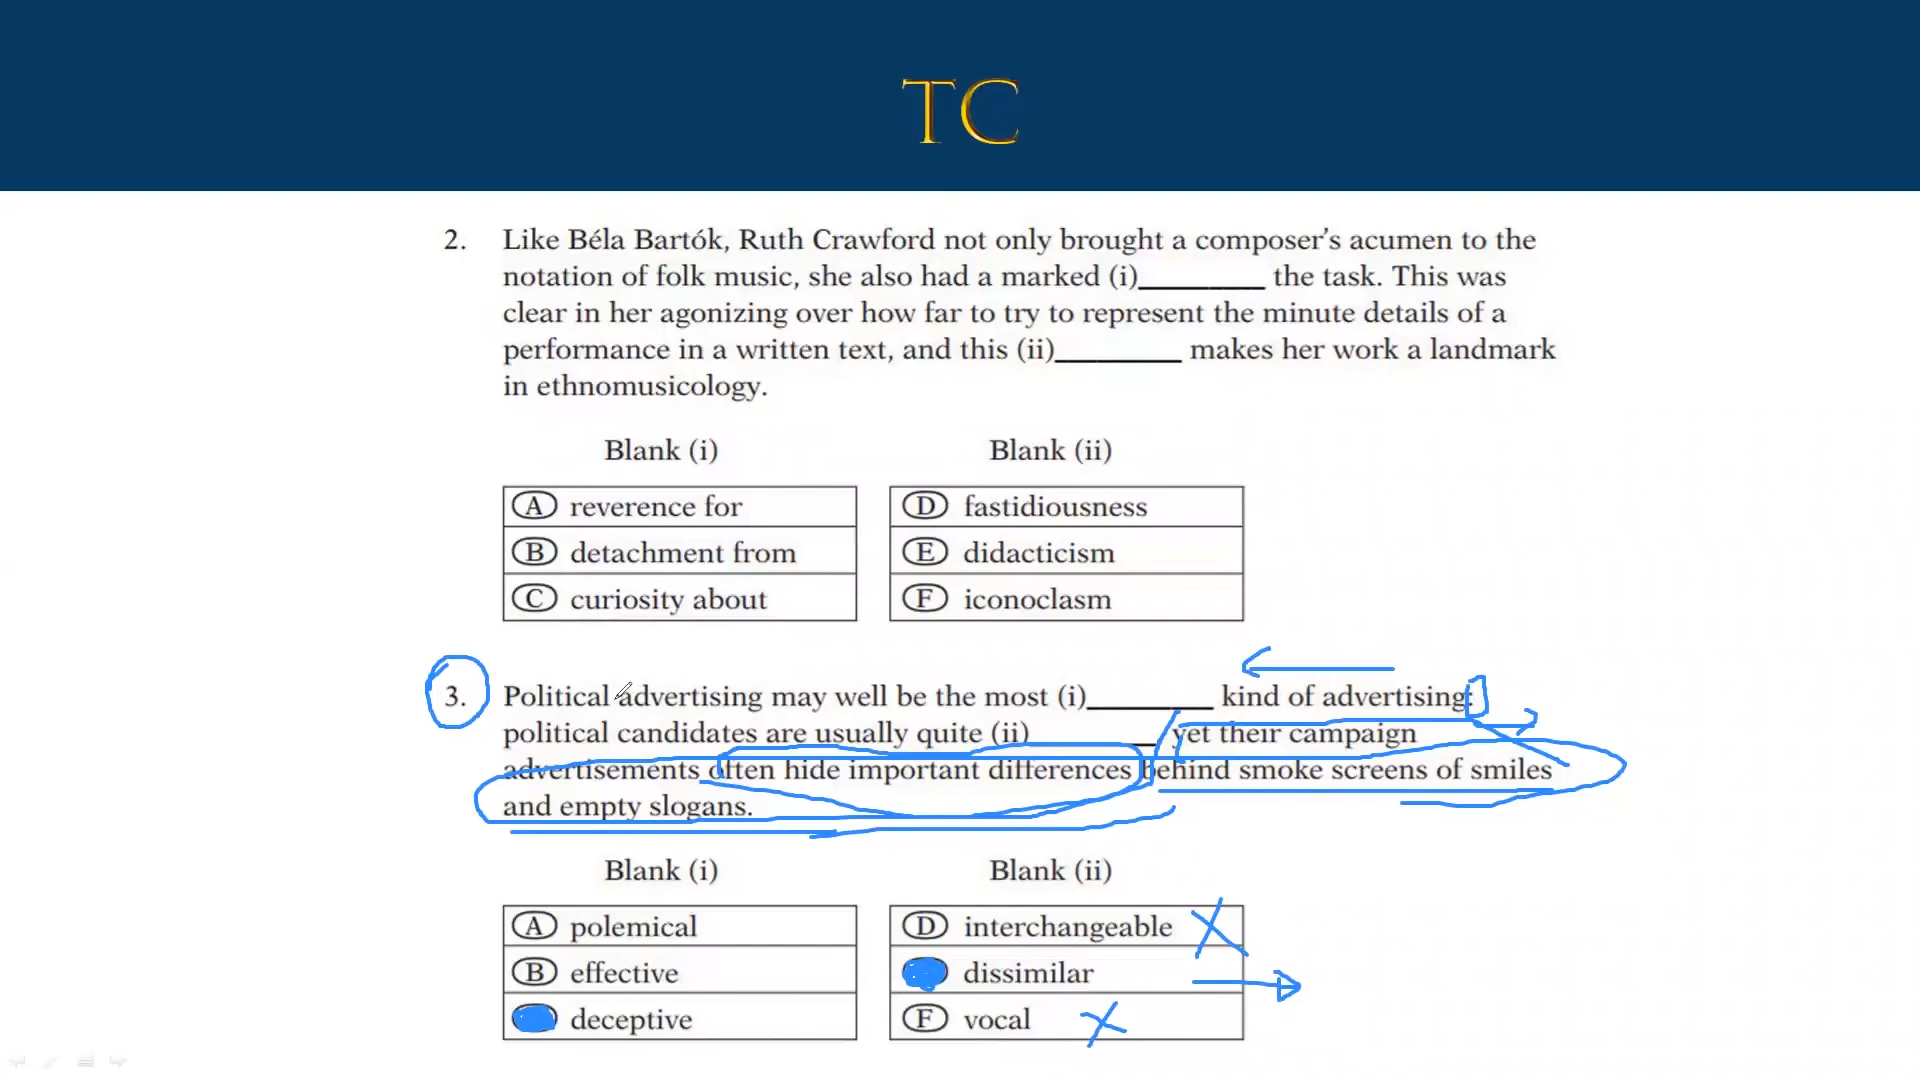 TC
2. Like Béla Bartók, Ruth Crawford not only brought a composer's acumen to the
notation of folk music, she also had a marked (i)_________ the task. This was
clear in her agonizing over how far to try to represent the minute details of a
performance in a written text, and this (ii)_________ makes her work a landmark
in ethnomusicology.
Blank (i) Blank (ii)
A reverence for D fastidiousness
B detachment from E didacticism
C curiosity about F iconoclasm
3. Political advertising may well be the most (i)_________ kind of advertising:
political candidates are usually quite (ii)_________ yet their campaign
advertisements often hide important differences behind smoke screens of smiles
and empty slogans.
Blank (i) Blank (ii)
A polemical D interchangeable
B effective dissimilar
deceptive F vocal